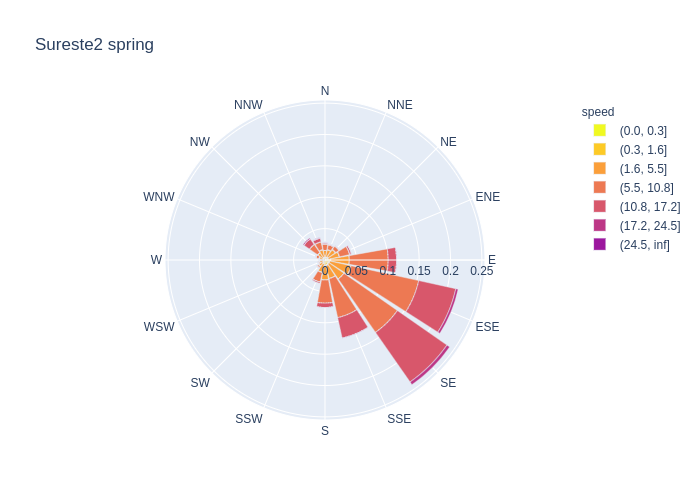 Sureste2 spring
N
NNW
NNE
NW
NE
WNW
ENE
W
E
0
0.05
0.1
0.15
0.2
0.25
WSW
ESE
SW
SE
SSW
SSE
S
speed
(0.0, 0.3]
(0.3, 1.6]
(1.6, 5.5]
(5.5, 10.8]
(10.8, 17.2]
(17.2, 24.5]
(24.5, inf]